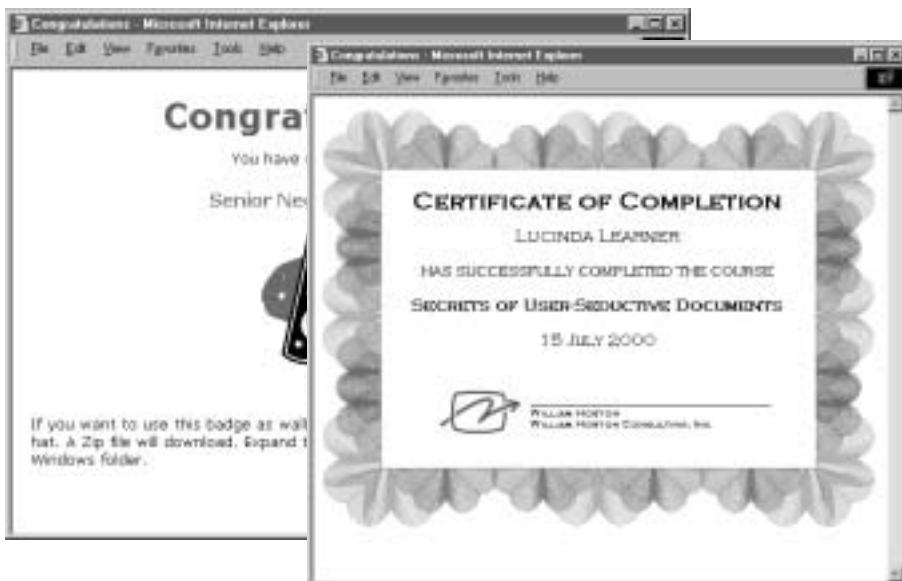 Congratulations - Microsoft Internet Explorer
File Edit View Favorites Tools Help
Congra
You have
Senior Ne
If you want to use this badge as wall
hat. A Zip file will download. Expand t
Windows folder.
Congratulations - Microsoft Internet Explorer
File Edit View Favorites Tools Help
CERTIFICATE OF COMPLETION
LUCINDA LEARNER
HAS SUCCESSFULLY COMPLETED THE COURSE
SECRETS OF USER-SEDUCTIVE DOCUMENTS
15 JULY 2000
WILLIAM HORTON
WILLIAM HORTON CONSULTING, INC.